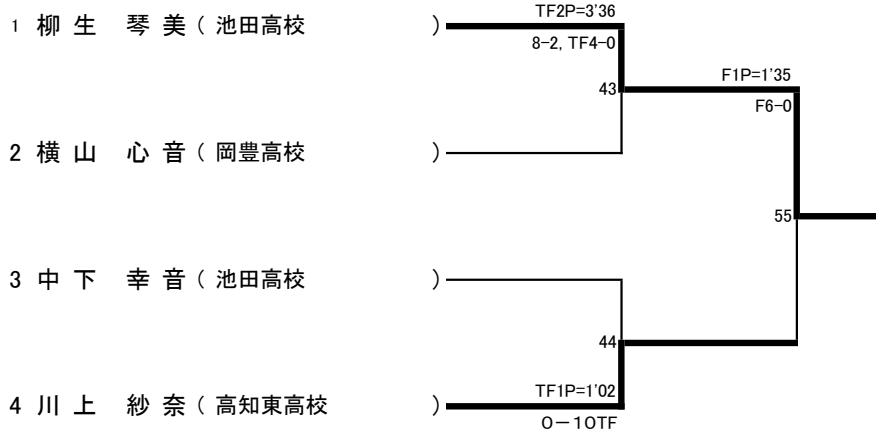 TF2P=3'36
1 柳 生 琴 美 ( 池田高校 )
8-2, TF4-0
F1P=1'35
43
F6-0
2 横 山 心 音 ( 岡豊高校 )
55
3 中 下 幸 音 ( 池田高校 )
44
TF1P=1'02
4 川 上 紗 奈 ( 高知東高校 )
0-10TF